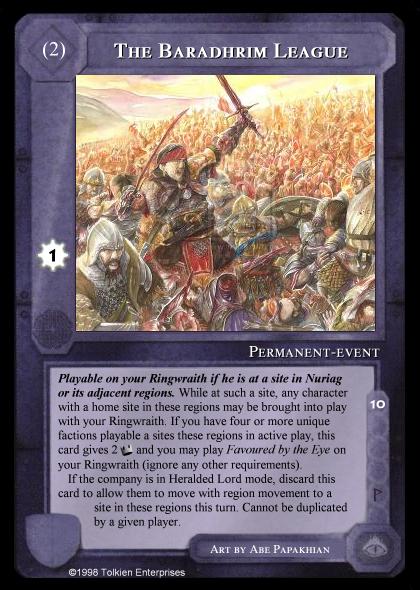 (2)
THE BARADHRIM LEAGUE
1
PERMANENT-EVENT
Playable on your Ringwraith if he is at a site in Nuriag
or its adjacent regions. While at such a site, any character
with a home site in these regions may be brought into play
with your Ringwraith. If you have four or more unique
factions playable a sites these regions in active play, this
card gives 2 and you may play Favoured by the Eye on
your Ringwraith (ignore any other requirements).
If the company is in Heralded Lord mode, discard this
card to allow them to move with region movement to a
site in these regions this turn. Cannot be duplicated
by a given player.
10
ART BY ABE PAPAKHIAN
©1998 Tolkien Enterprises